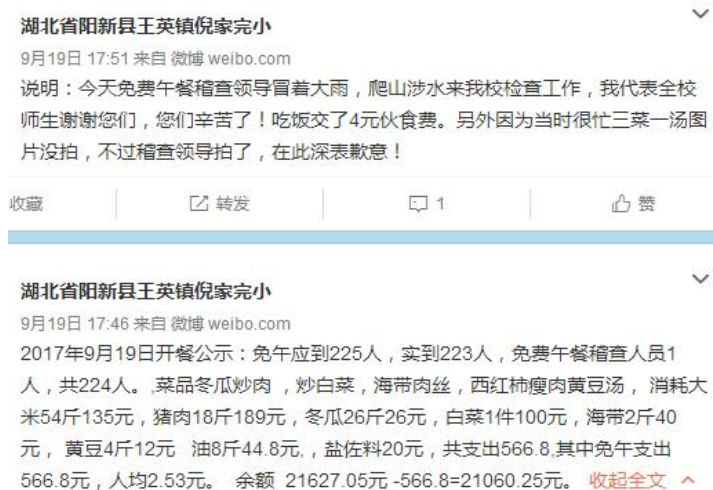 湖北省阳新县王英镇倪家完小
9月19日 17:51 来自 微博 weibo.com
说明：今天免费午餐稽查领导冒着大雨，爬山涉水来我校检查工作，我代表全校
师生谢谢您们，您们辛苦了！吃饭交了4元伙食费。另外因为当时很忙三菜一汤图
片没拍，不过稽查领导拍了，在此深表歉意！
收藏 转发 1 赞
湖北省阳新县王英镇倪家完小
9月19日 17:46 来自 微博 weibo.com
2017年9月19日开餐公示：免午应到225人，实到223人，免费午餐稽查人员1
人，共224人。,菜品冬瓜炒肉 ，炒白菜，海带肉丝，西红柿瘦肉黄豆汤， 消耗大
米54斤135元，猪肉18斤189元，冬瓜26斤26元，白菜1件100元，海带2斤40
元， 黄豆4斤12元 油8斤44.8元,，盐佐料20元，共支出566.8,其中免午支出
566.8元，人均2.53元。 余额 21627.05元 -566.8=21060.25元。 收起全文